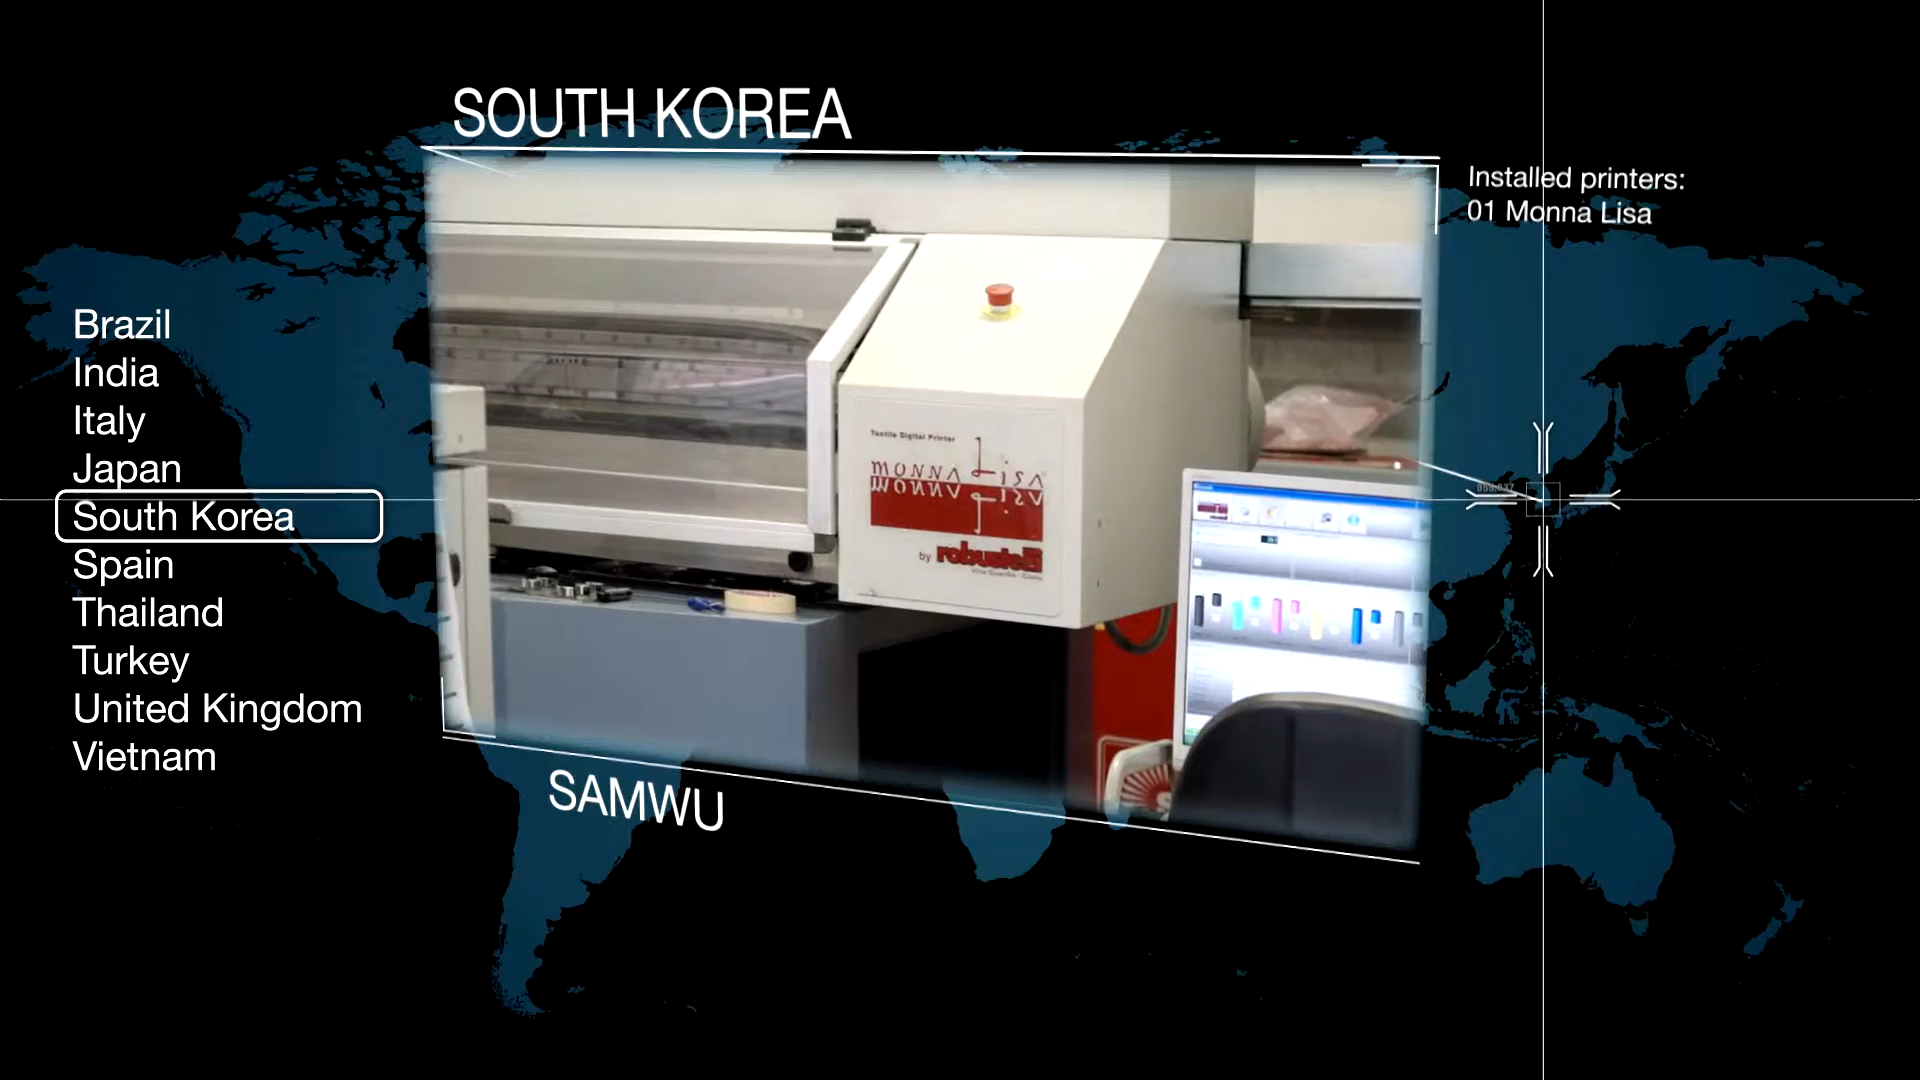 SOUTH KOREA
Installed printers:
01 Monna Lisa
Brazil
India
Italy
Japan
South Korea
Spain
Thailand
Turkey
United Kingdom
Vietnam
Textile Digital Printer
monna Lisa
by robustelli
SAMWU